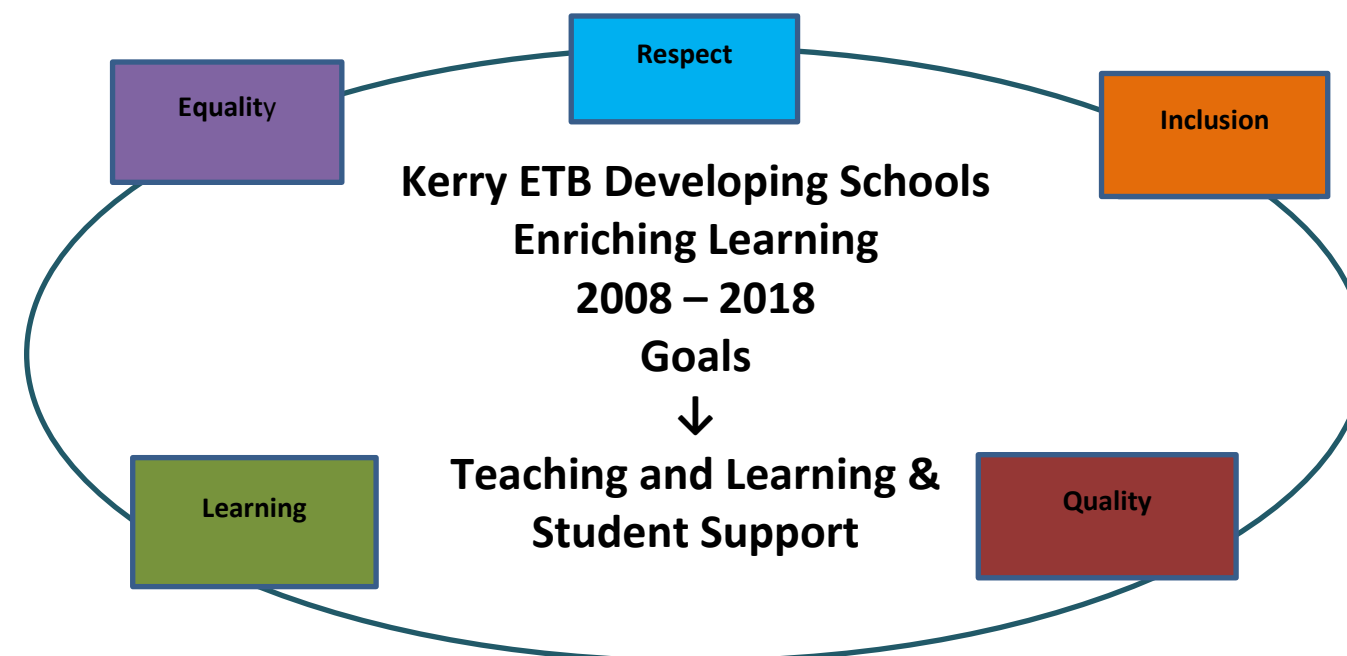 Respect
Equality
Inclusion
Kerry ETB Developing Schools
Enriching Learning
2008 – 2018
Goals
↓
Teaching and Learning &
Student Support
Learning
Quality